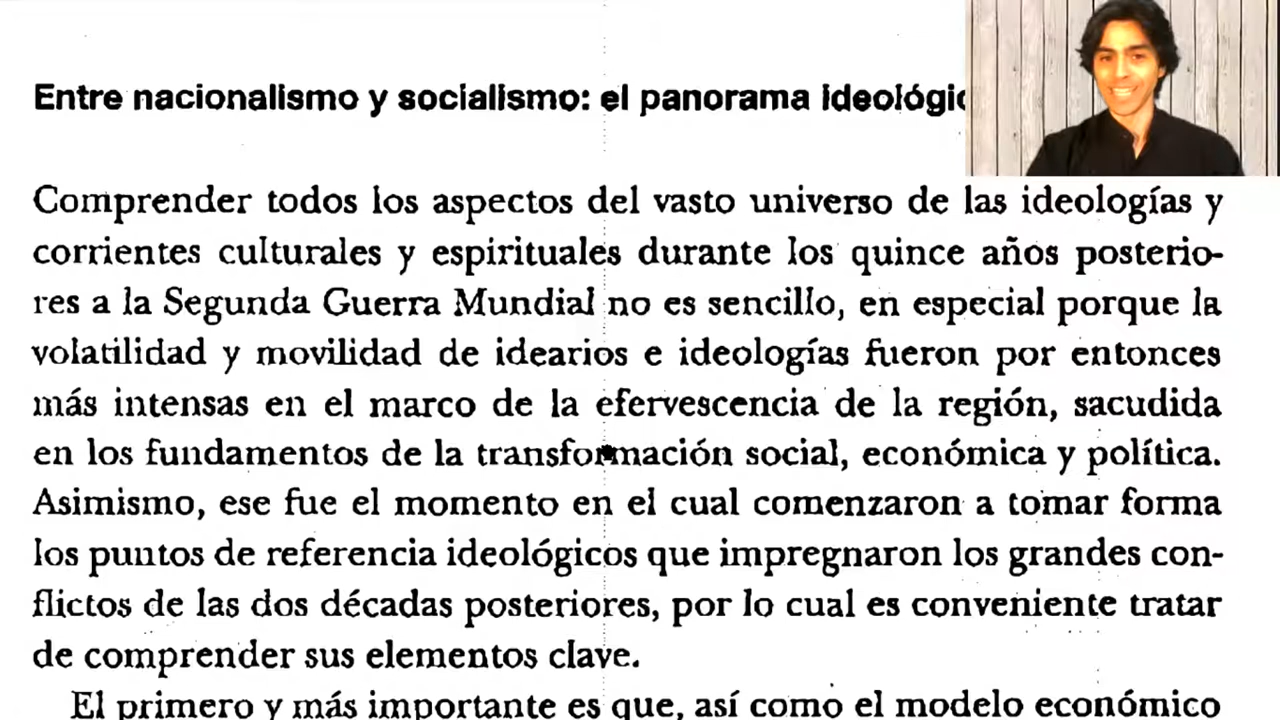 Entre nacionalismo y socialismo: el panorama
Comprender todos los aspectos del vasto universo de las ideologías y
corrientes culturales y espirituales durante los quince años posterio-
res a la Segunda Guerra Mundial no es sencillo, en especial porque la
volatilidad y movilidad de idearios e ideologías fueron por entonces
más intensas en el marco de la efervescencia de la región, sacudida
en los fundamentos de la transformación social, económica y política.
Asimismo, ese fue el momento en el cual comenzaron a tomar forma
los puntos de referencia ideológicos que impregnaron los grandes con-
flictos de las dos décadas posteriores, por lo cual es conveniente tratar
de comprender sus elementos clave.
El primero y más importante es que, así como el modelo económico